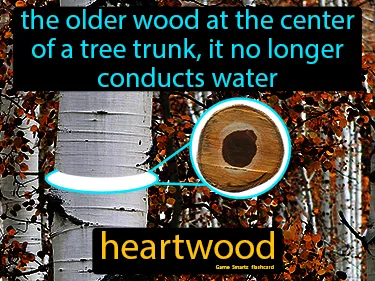 the older wood at the center
of a tree trunk, it no longer
conducts water
heartwood
Game Smartz Flashcard